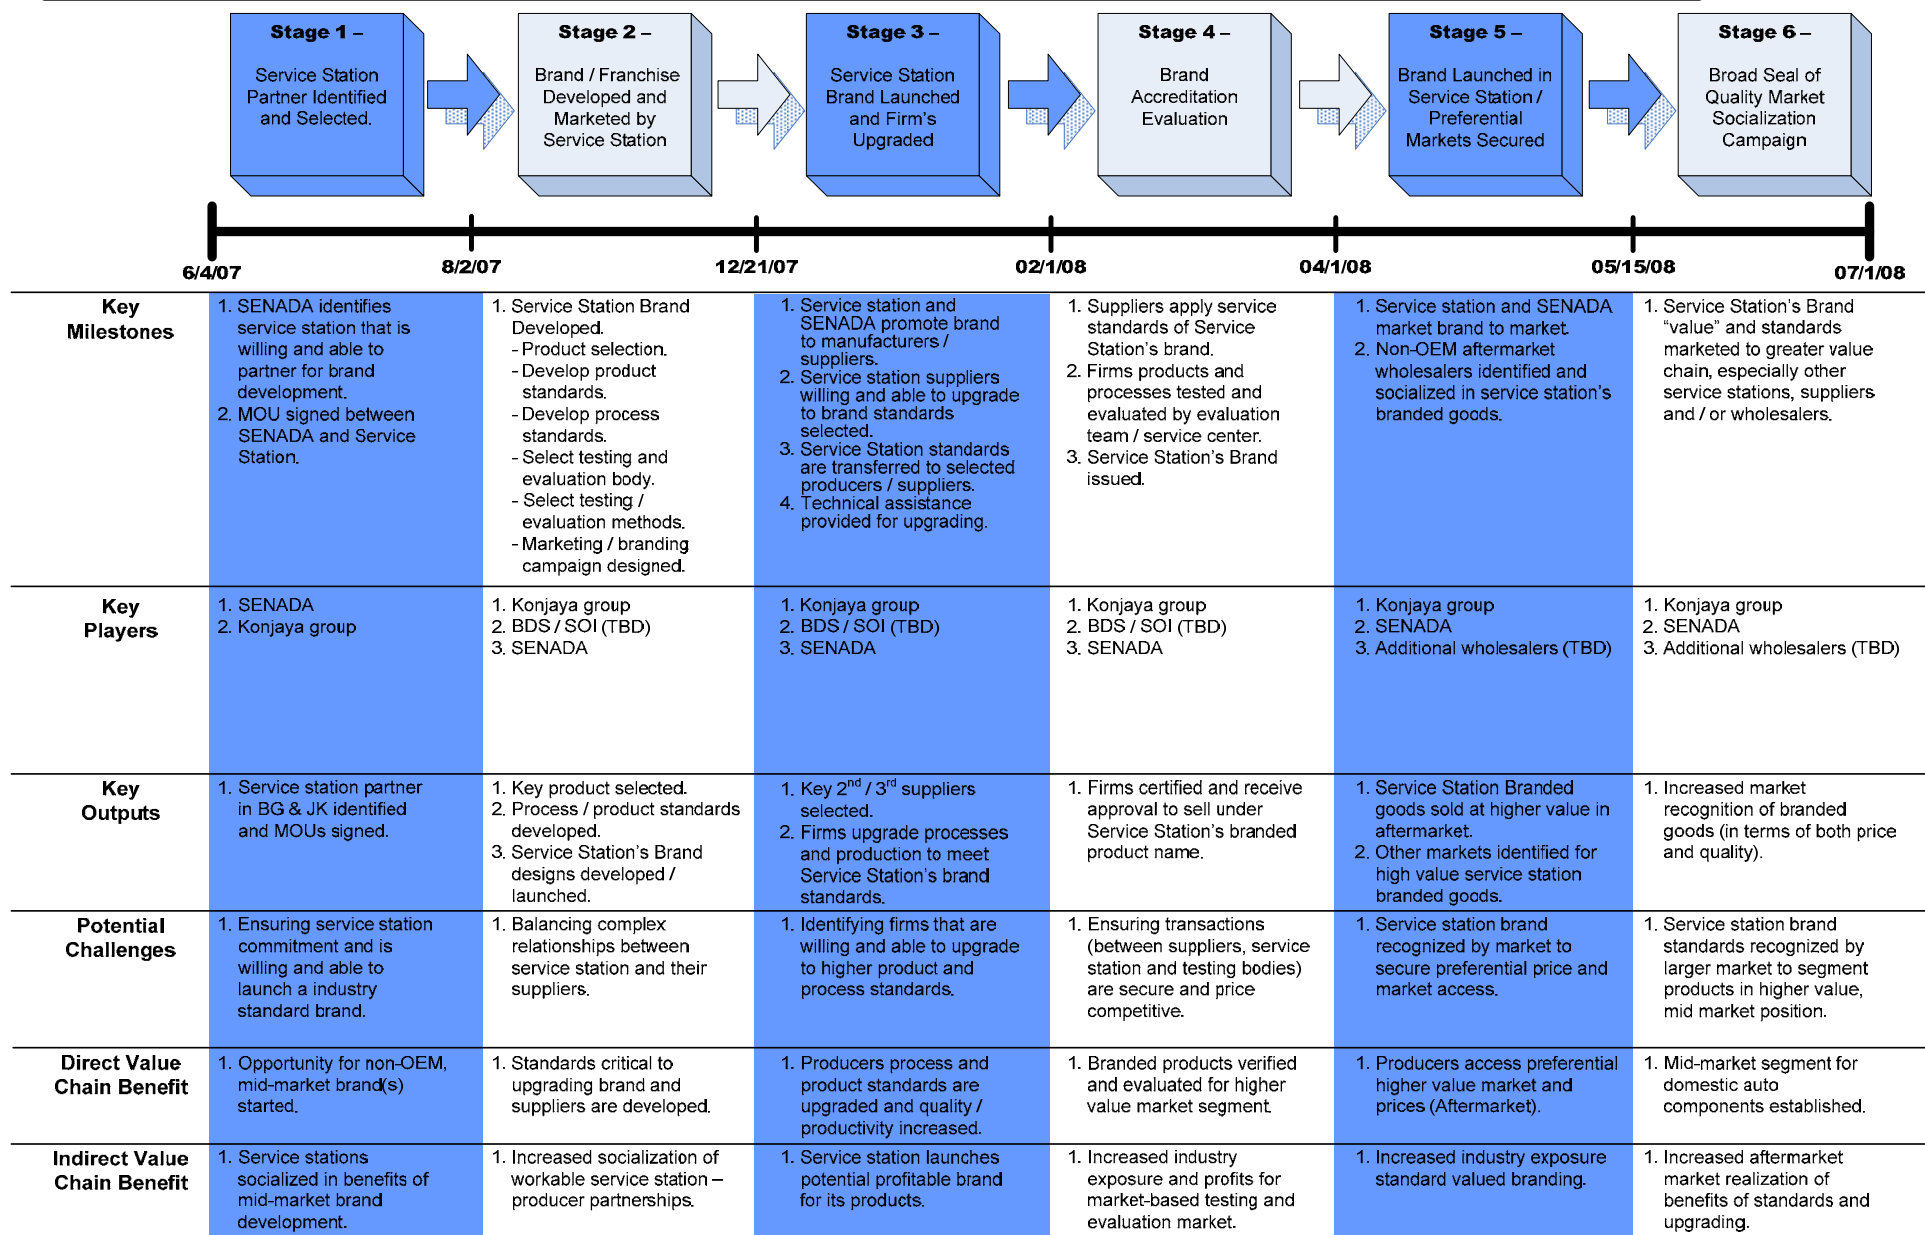 Stage 1 –
Service Station
Partner Identified
and Selected.
Stage 2 –
Brand / Franchise
Developed and
Marketed by
Service Station
Stage 3 –
Service Station
Brand Launched
and Firm's
Upgraded
Stage 4 –
Brand
Accreditation
Evaluation
Stage 5 –
Brand Launched in
Service Station /
Preferential
Markets Secured
Stage 6 –
Broad Seal of
Quality Market
Socialization
Campaign
6/4/07
8/2/07
12/21/07
02/1/08
04/1/08
05/15/08
07/1/08
Key
Milestones
1. SENADA identifies
service station that is
willing and able to
partner for brand
development.
2. MOU signed between
SENADA and Service
Station.
1. Service Station Brand
Developed.
- Product selection.
- Develop product
standards.
- Develop process
standards.
- Select testing and
evaluation body.
- Select testing /
evaluation methods.
- Marketing / branding
campaign designed.
1. Service station and
SENADA promote brand
to manufacturers /
suppliers.
2. Service station suppliers
willing and able to upgrade
to brand standards
selected.
3. Service Station standards
are transferred to selected
producers / suppliers.
4. Technical assistance
provided for upgrading.
1. Suppliers apply service
standards of Service
Station's brand.
2. Firms products and
processes tested and
evaluated by evaluation
team / service center.
3. Service Station's Brand
issued.
1. Service station and SENADA
market brand to market.
2. Non-OEM aftermarket
wholesalers identified and
socialized in service station's
branded goods.
1. Service Station's Brand
"value" and standards
marketed to greater value
chain, especially other
service stations, suppliers
and / or wholesalers.
Key
Players
1. SENADA
2. Konjaya group
1. Konjaya group
2. BDS / SOI (TBD)
3. SENADA
1. Konjaya group
2. BDS / SOI (TBD)
3. SENADA
1. Konjaya group
2. BDS / SOI (TBD)
3. SENADA
1. Konjaya group
2. SENADA
3. Additional wholesalers (TBD)
1. Konjaya group
2. SENADA
3. Additional wholesalers (TBD)
Key
Outputs
1. Service station partner
in BG & JK identified
and MOUs signed.
1. Key product selected.
2. Process / product standards
developed.
3. Service Station's Brand
designs developed /
launched.
1. Key 2nd / 3rd suppliers
selected.
2. Firms upgrade processes
and production to meet
Service Station's brand
standards.
1. Firms certified and receive
approval to sell under
Service Station's branded
product name.
1. Service Station Branded
goods sold at higher value in
aftermarket.
2. Other markets identified for
high value service station
branded goods.
1. Increased market
recognition of branded
goods (in terms of both price
and quality).
Potential
Challenges
1. Ensuring service station
commitment and is
willing and able to
launch a industry
standard brand.
1. Balancing complex
relationships between
service station and their
suppliers.
1. Identifying firms that are
willing and able to upgrade
to higher product and
process standards.
1. Ensuring transactions
(between suppliers, service
station and testing bodies)
are secure and price
competitive.
1. Service station brand
recognized by market to
secure preferential price and
market access.
1. Service station brand
standards recognized by
larger market to segment
products in higher value,
mid market position.
Direct Value
Chain Benefit
1. Opportunity for non-OEM,
mid-market brand(s)
started.
1. Standards critical to
upgrading brand and
suppliers are developed.
1. Producers process and
product standards are
upgraded and quality /
productivity increased.
1. Branded products verified
and evaluated for higher
value market segment.
1. Producers access preferential
higher value market and
prices (Aftermarket).
1. Mid-market segment for
domestic auto
components established.
Indirect Value
Chain Benefit
1. Service stations
socialized in benefits of
mid-market brand
development.
1. Increased socialization of
workable service station –
producer partnerships.
1. Service station launches
potential profitable brand
for its products.
1. Increased industry
exposure and profits for
market-based testing and
evaluation market.
1. Increased industry exposure
standard valued branding.
1. Increased aftermarket
market realization of
benefits of standards and
upgrading.